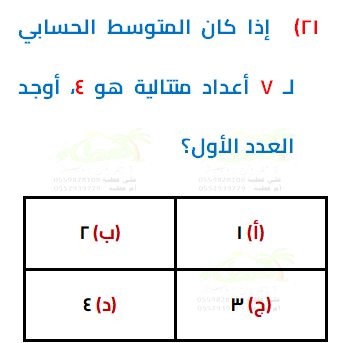 ٢١) إذا كان المتوسط الحسابي
لـ ٧ أعداد متتالية هو ٤، أوجد
العدد الأول؟
(أ) ١ (ب) ٢
(ج) ٣ (د) ٤